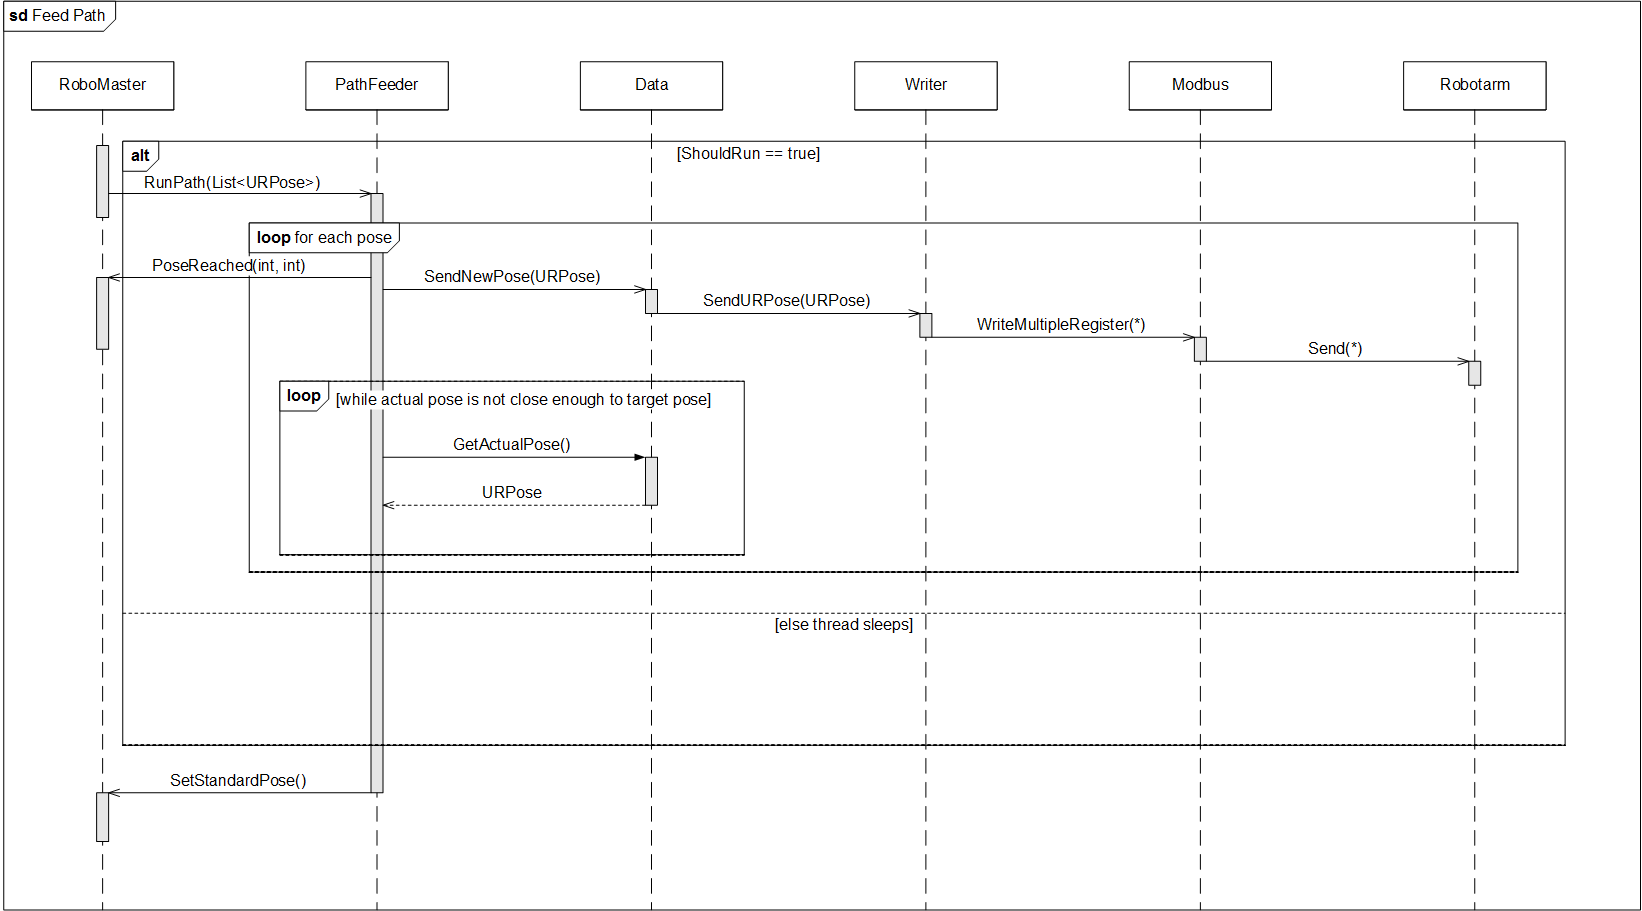 sd Feed Path
RoboMaster
PathFeeder
Data
Writer
Modbus
Robotarm
alt
[ShouldRun == true]
RunPath(List<URPose>)
loop for each pose
PoseReached(int, int)
SendNewPose(URPose)
SendURPose(URPose)
WriteMultipleRegister(*)
Send(*)
loop
[while actual pose is not close enough to target pose]
GetActualPose()
URPose
[else thread sleeps]
SetStandardPose()